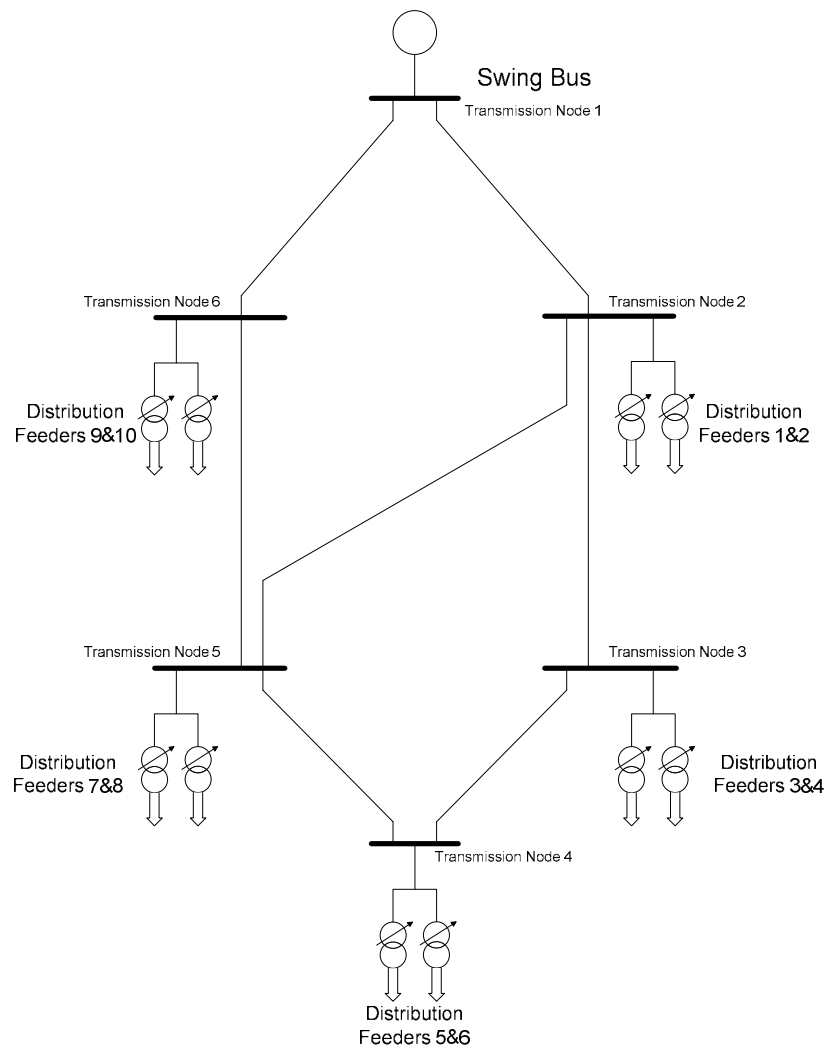 Swing Bus
Transmission Node 1
Transmission Node 6
Transmission Node 2
Distribution
Feeders 9&10
Distribution
Feeders 1&2
Transmission Node 5
Transmission Node 3
Distribution
Feeders 7&8
Distribution
Feeders 3&4
Transmission Node 4
Distribution
Feeders 5&6